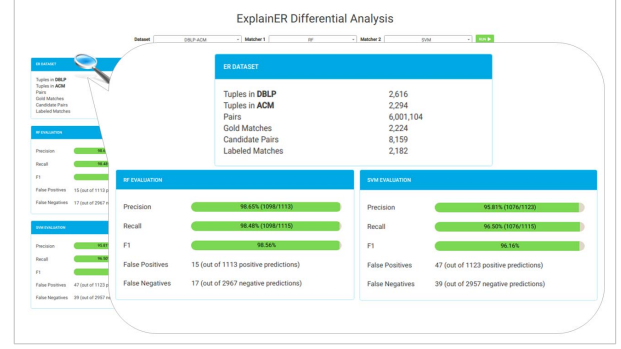 ExplainER Differential Analysis
Dataset DBLP-ACM Matcher 1 RF Matcher 2 SVM RUN
ER DATASET
Tuples in DBLP
Tuples in ACM
Pairs
Gold Matches
Candidate Pairs
Labeled Matches
RF EVALUATION
Precision
Recall 98.48
F1
False Positives 15 (out of 1113 p
False Negatives 17 (out of 2967 n
SVM EVALUATION
Precision
Recall 96.50
F1
False Positives 47 (out of 1123 p
False Negatives 39 (out of 2957 ne
ER DATASET
Tuples in DBLP 2,616
Tuples in ACM 2,294
Pairs 6,001,104
Gold Matches 2,224
Candidate Pairs 8,159
Labeled Matches 2,182
RF EVALUATION
Precision 98.65% (1098/1113)
Recall 98.48% (1098/1115)
F1 98.56%
False Positives 15 (out of 1113 positive predictions)
False Negatives 17 (out of 2967 negative predictions)
SVM EVALUATION
Precision 95.81% (1076/1123)
Recall 96.50% (1076/1115)
F1 96.16%
False Positives 47 (out of 1123 positive predictions)
False Negatives 39 (out of 2957 negative predictions)